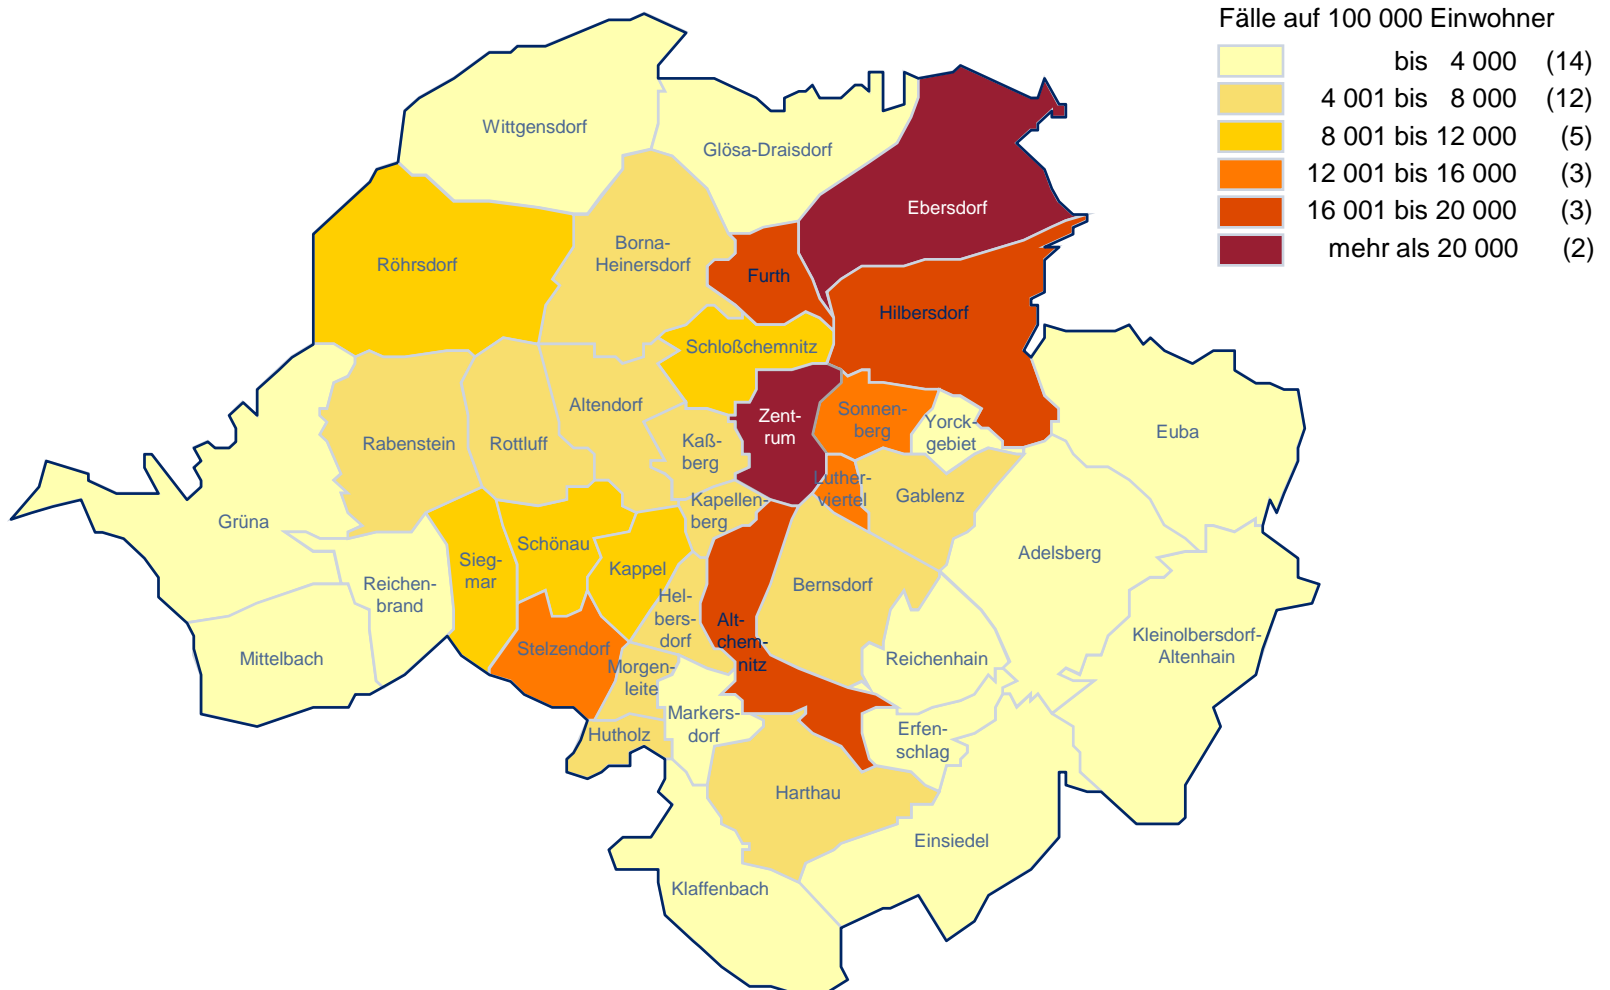 Fälle auf 100 000 Einwohner
bis 4 000 (14)
4 001 bis 8 000 (12)
8 001 bis 12 000 (5)
12 001 bis 16 000 (3)
16 001 bis 20 000 (3)
mehr als 20 000 (2)
Wittgensdorf
Glösa-Draisdorf
Ebersdorf
Borna-
Heinersdorf
Röhrsdorf
Furth
Hilbersdorf
Schloßchemnitz
Altendorf
Zent-
rum
Sonnen-
berg
Yorck-
gebiet
Euba
Rabenstein
Rottluff
Kaß-
berg
Luther-
viertel
Gablenz
Kapellen-
berg
Grüna
Schönau
Adelsberg
Sieg-
mar
Kappel
Reichen-
brand
Bernsdorf
Hel-
bers-
dorf
Alt-
chem-
nitz
Kleinolbersdorf-
Altenhain
Mittelbach
Stelzendorf
Reichenhain
Morgen-
leite
Markers-
dorf
Hutholz
Erfen-
schlag
Harthau
Einsiedel
Klaffenbach